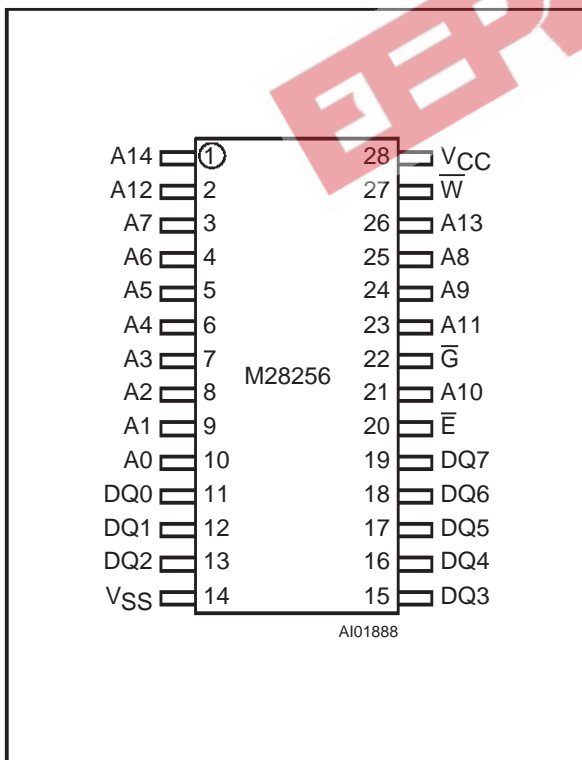 EEP
A14 1 28 VCC
A12 2 27 W̅
A7 3 26 A13
A6 4 25 A8
A5 5 24 A9
A4 6 23 A11
A3 7 22 G̅
A2 8 21 A10
A1 9 20 E̅
A0 10 19 DQ7
DQ0 11 18 DQ6
DQ1 12 17 DQ5
DQ2 13 16 DQ4
VSS 14 15 DQ3
M28256
AI01888